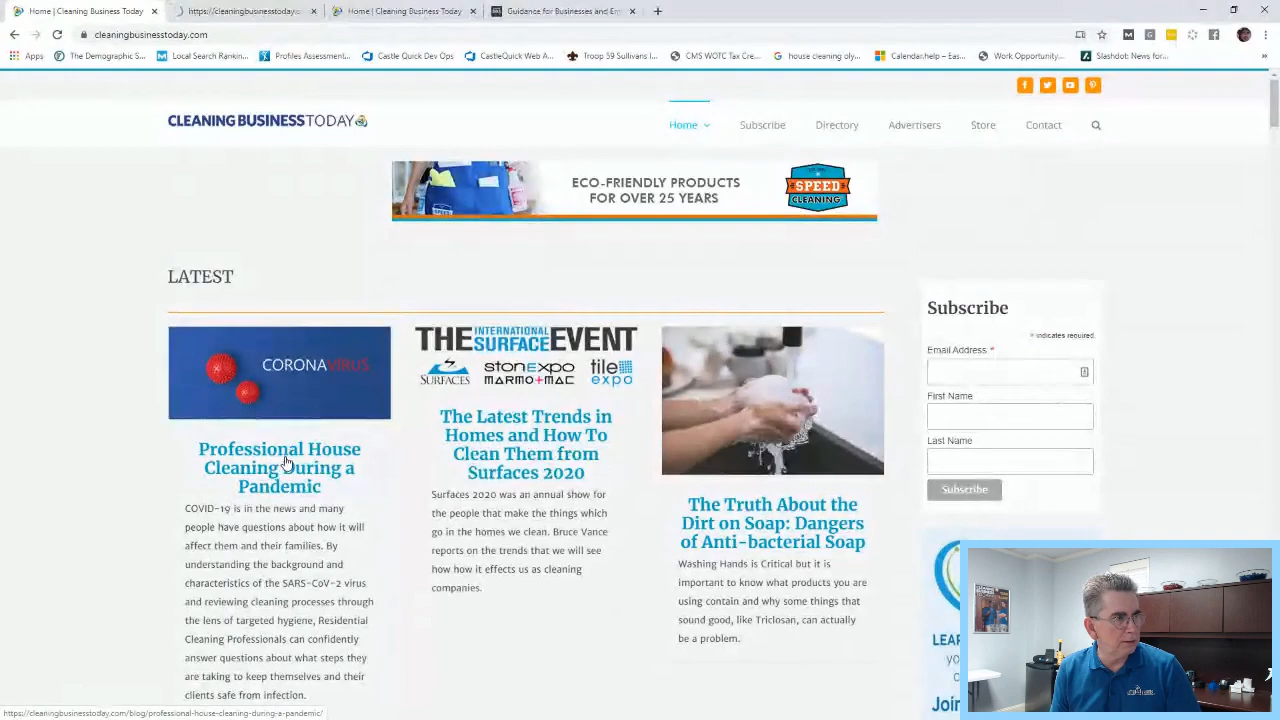 Home | Cleaning Business Today
https://cleaningbusinesstoday.c
Home | Cleaning Business Today
Guidance for Businesses and Em
cleaningbusinesstoday.com
Apps
The Demographic S
Local Search Rankin
Profiles Assessment
Castle Quick Dev Ops
CastleQuick Web Da
Troop 59 Sullivans I
CMS WOTC Tax Cre
house cleaning oly
Calendar.help – Eas
Work Opportunity
Slashdot: News for
CLEANING BUSINESS TODAY
Home
Subscribe
Directory
Advertisers
Store
Contact
ECO-FRIENDLY PRODUCTS
FOR OVER 25 YEARS
SPEED
CLEANING
LATEST
CORONAVIRUS
Professional House
Cleaning During a
Pandemic
COVID-19 is in the news and many
people have questions about how it will
affect them and their families. By
understanding the background and
characteristics of the SARS-CoV-2 virus
and reviewing cleaning processes through
the lens of targeted hygiene, Residential
Cleaning Professionals can confidently
answer questions about what steps they
are taking to keep themselves and their
clients safe from infection.
THE INTERNATIONAL SURFACE EVENT
SURFACES
STONEXPO
MARMO+MAC
tile
expo
The Latest Trends in
Homes and How To
Clean Them from
Surfaces 2020
Surfaces 2020 was an annual show for
the people that make the things which
go in the homes we clean. Bruce Vance
reports on the trends that we will see
how how it effects us as cleaning
companies.
The Truth About the
Dirt on Soap: Dangers
of Anti-bacterial Soap
Washing Hands is Critical but it is
important to know what products you are
using contain and why some things that
sound good, like Triclosan, can actually
be a problem.
Subscribe
* indicates required
Email Address *
First Name
Last Name
Subscribe
LEAR
yo
Join
https://cleaningbusinesstoday.com/blog/professional-house-cleaning-during-a-pandemic/